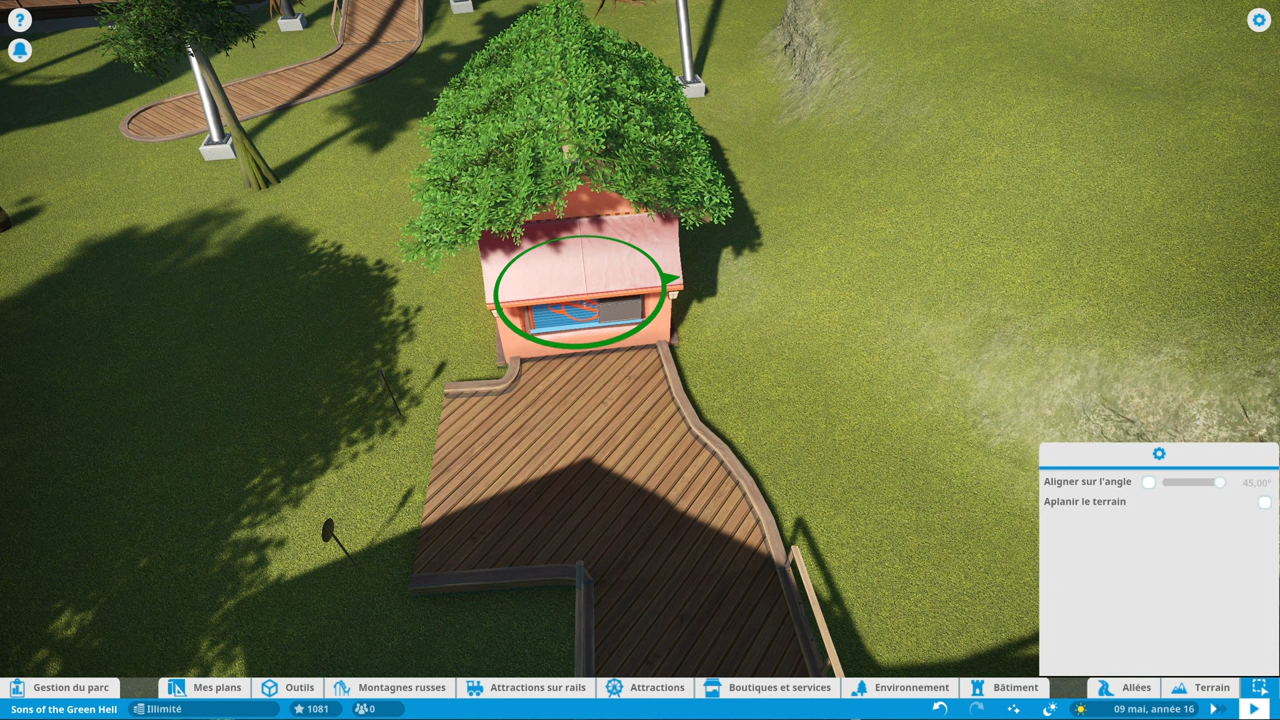 ?
Aligner sur l'angle 45,00°
Aplanir le terrain
Gestion du parc Mes plans Outils Montagnes russes Attractions sur rails Attractions Boutiques et services Environnement Bâtiment Allées Terrain
Sons of the Green Hell Illimité 1081 0 09 mai, année 16